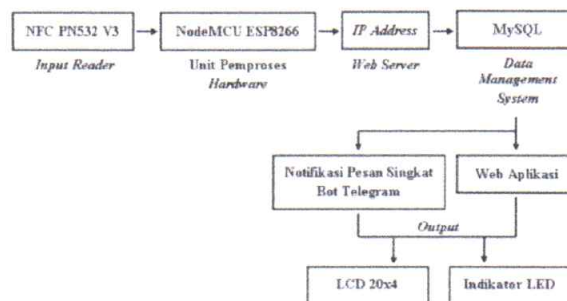 NFC PN532 V3
NodeMCU ESP8266
IP Address
MySQL
Input Reader
Unit Pemproses
Hardware
Web Server
Data
Management
System
Notifikasi Pesan Singkat
Bot Telegram
Web Aplikasi
Output
LCD 20x4
Indikator LED